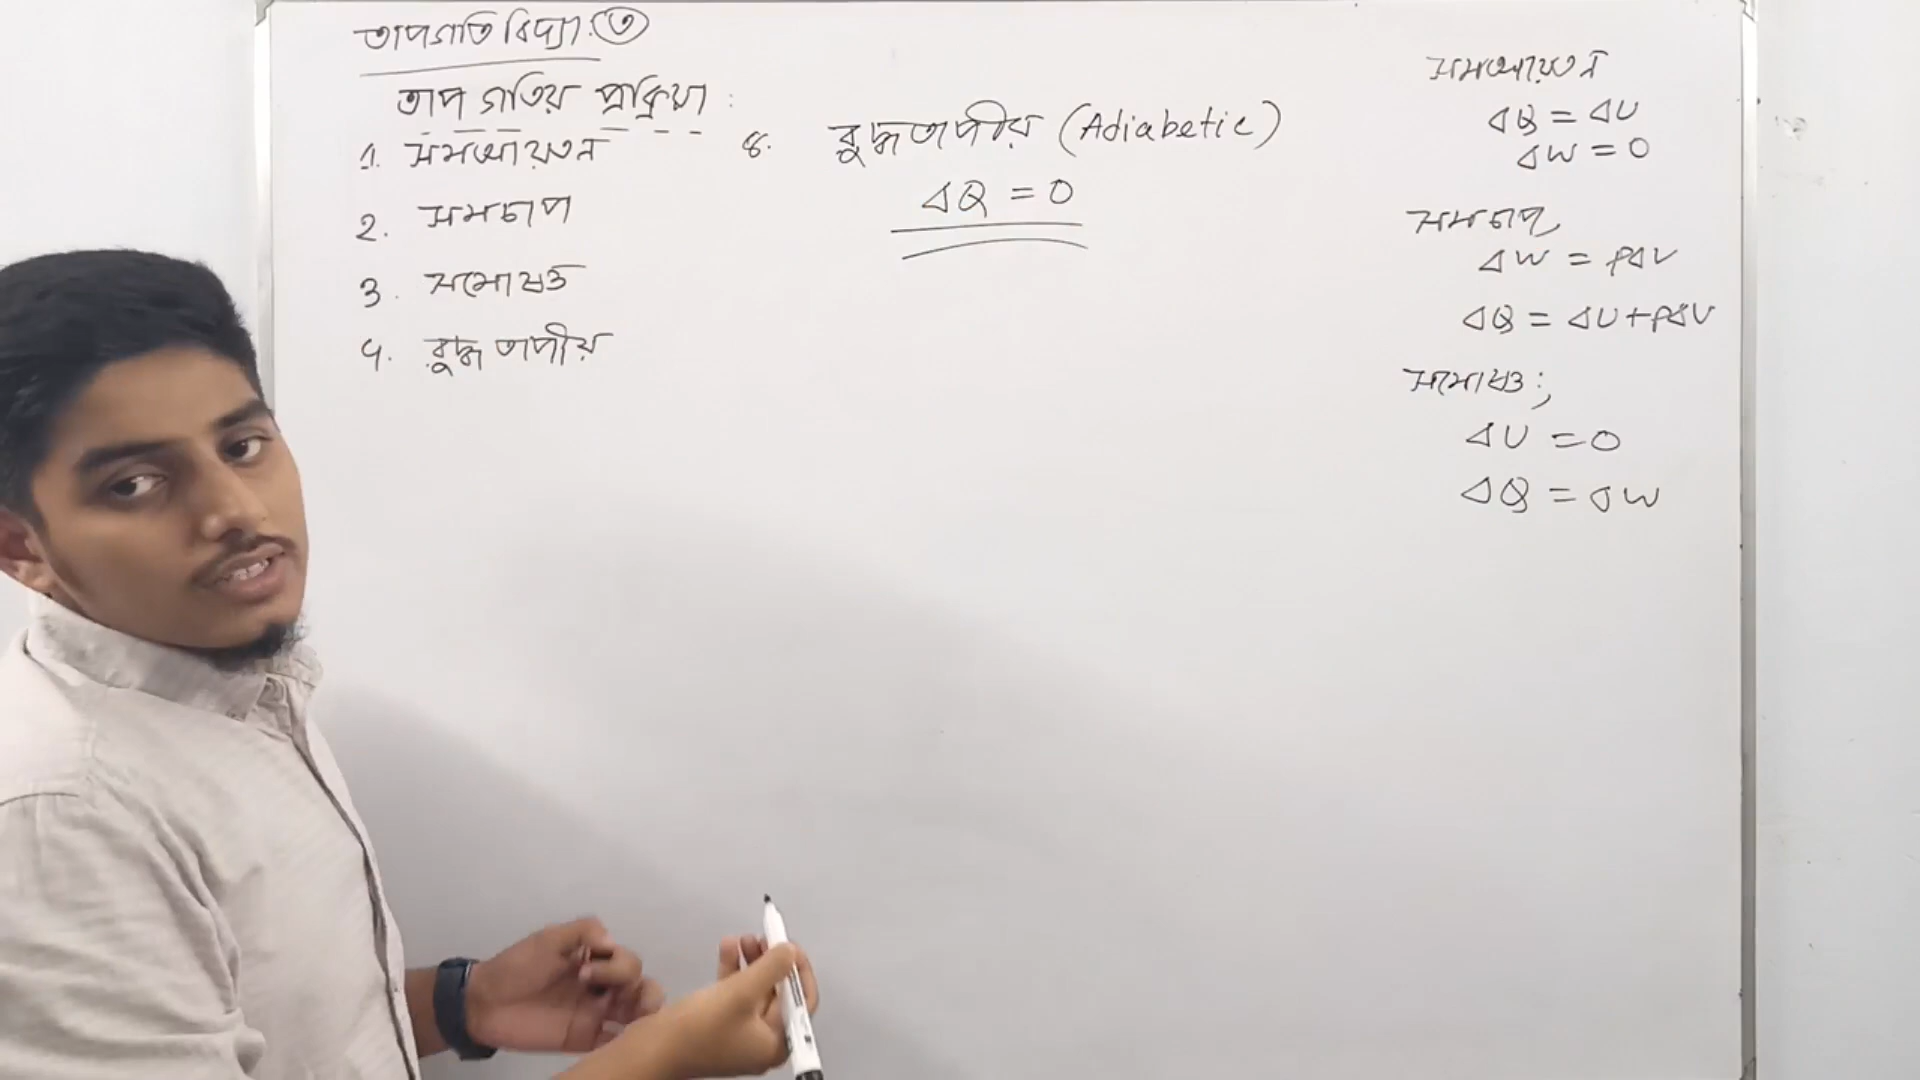 তাপগতি বিদ্যা: ৩
তাপ গতিয় প্রক্রিয়া :
1. সমআয়তন
2. সমচাপ
3. সমোষ্ণ
4. রুদ্ধ তাপীয়
৪. রুদ্ধতাপীয় (Adiabetic)
ΔQ = 0
সমআয়তন
ΔQ = ΔU
ΔW = 0
সমচাপ,
ΔW = PΔV
ΔQ = ΔU+PΔV
সমোষ্ণ:,
ΔU = 0
ΔQ = ΔW